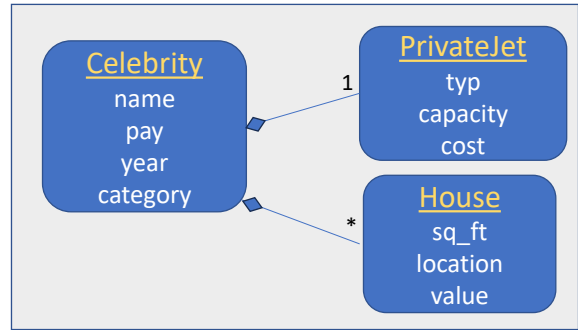 Celebrity
name
pay
year
category
1
PrivateJet
typ
capacity
cost
*
House
sq_ft
location
value